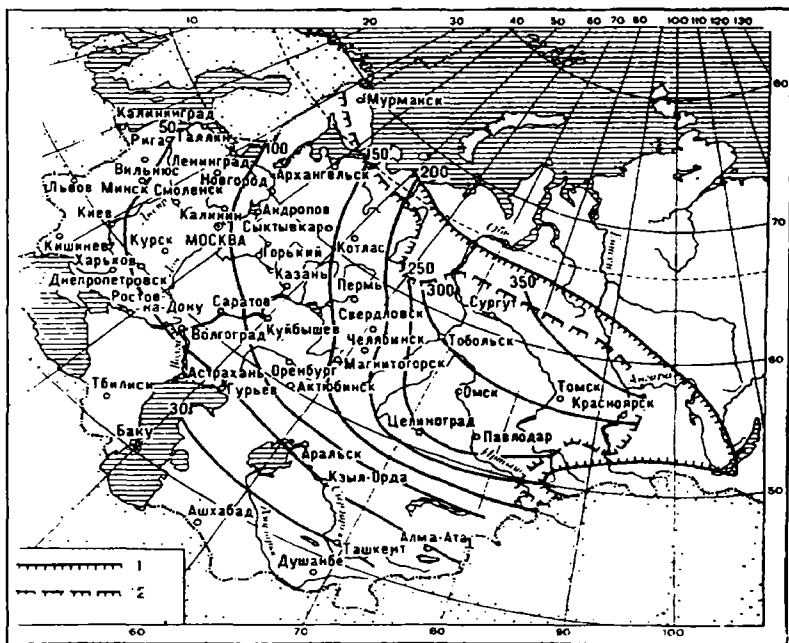 10 20 30 40 50 60 70 80 100 110 120 130
60
Мурманск
Калининград
50 Таллин
Рига
100
150
200
Ленинград
Вильнюс
Новгород
Архангельск
Львов Минск Смоленск
Андропов
Киев
Калинин
Сыктывкар
70
МОСКВА
Кишинев
Курск
Горький
Котлас
Харьков
Казань
250
350
Днепропетровск
Пермь
300
Ростов-
на-Дону
Саратов
Сургут
Свердловск
Куйбышев
Волгоград
Челябинск
Тобольск
60
Оренбург
Магнитогорск
Ангара
Астрахань
Тбилиси
Гурьев
Актюбинск
Омск
Томск
Красноярск
30
Целиноград
Баку
Павлодар
Аральск
50
Кзыл-Орда
Ашхабад
Алма-Ата
Ташкент
1
Душанбе
2
60 70 80 90 100